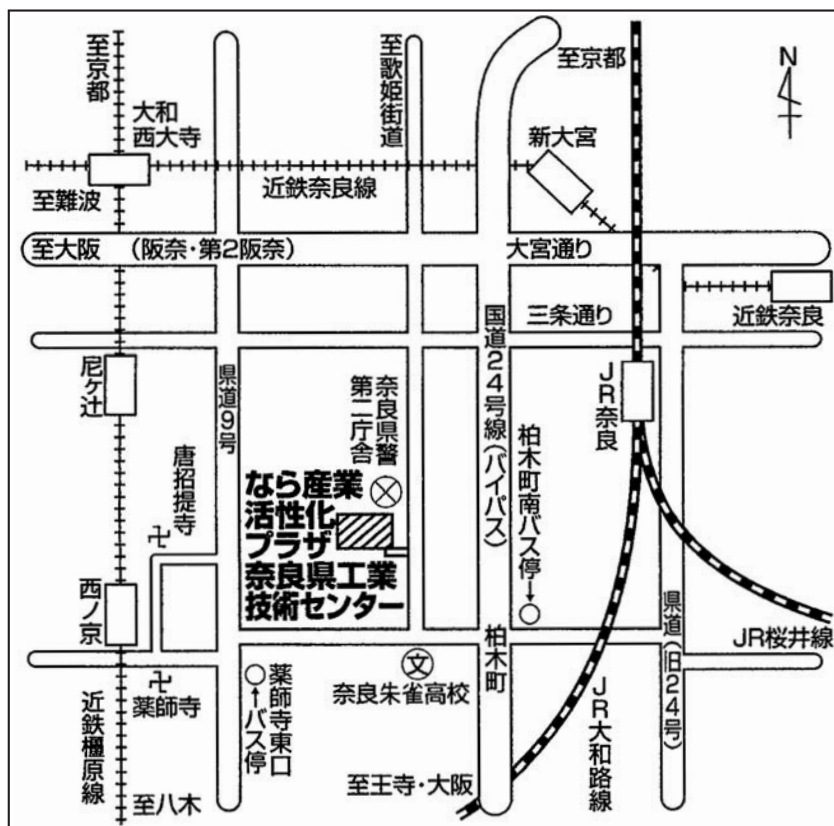 至京都
大和
西大寺
至難波
近鉄奈良線
至歌姫街道
至京都
新大宮
N
至大阪 (阪奈・第2阪奈)
大宮通り
三条通り
近鉄奈良
尼ヶ辻
県道9号
奈良県警
第二庁舎
国道24号線(バイパス)
柏木町南バス停
JR奈良
唐招提寺
卍
なら産業
活性化
プラザ
奈良県工業
技術センター
西ノ京
柏木町
県道(旧24号)
JR桜井線
卍
薬師寺
薬師寺東口
バス停
文
奈良朱雀高校
JR大和路線
近鉄橿原線
至八木
至王寺・大阪